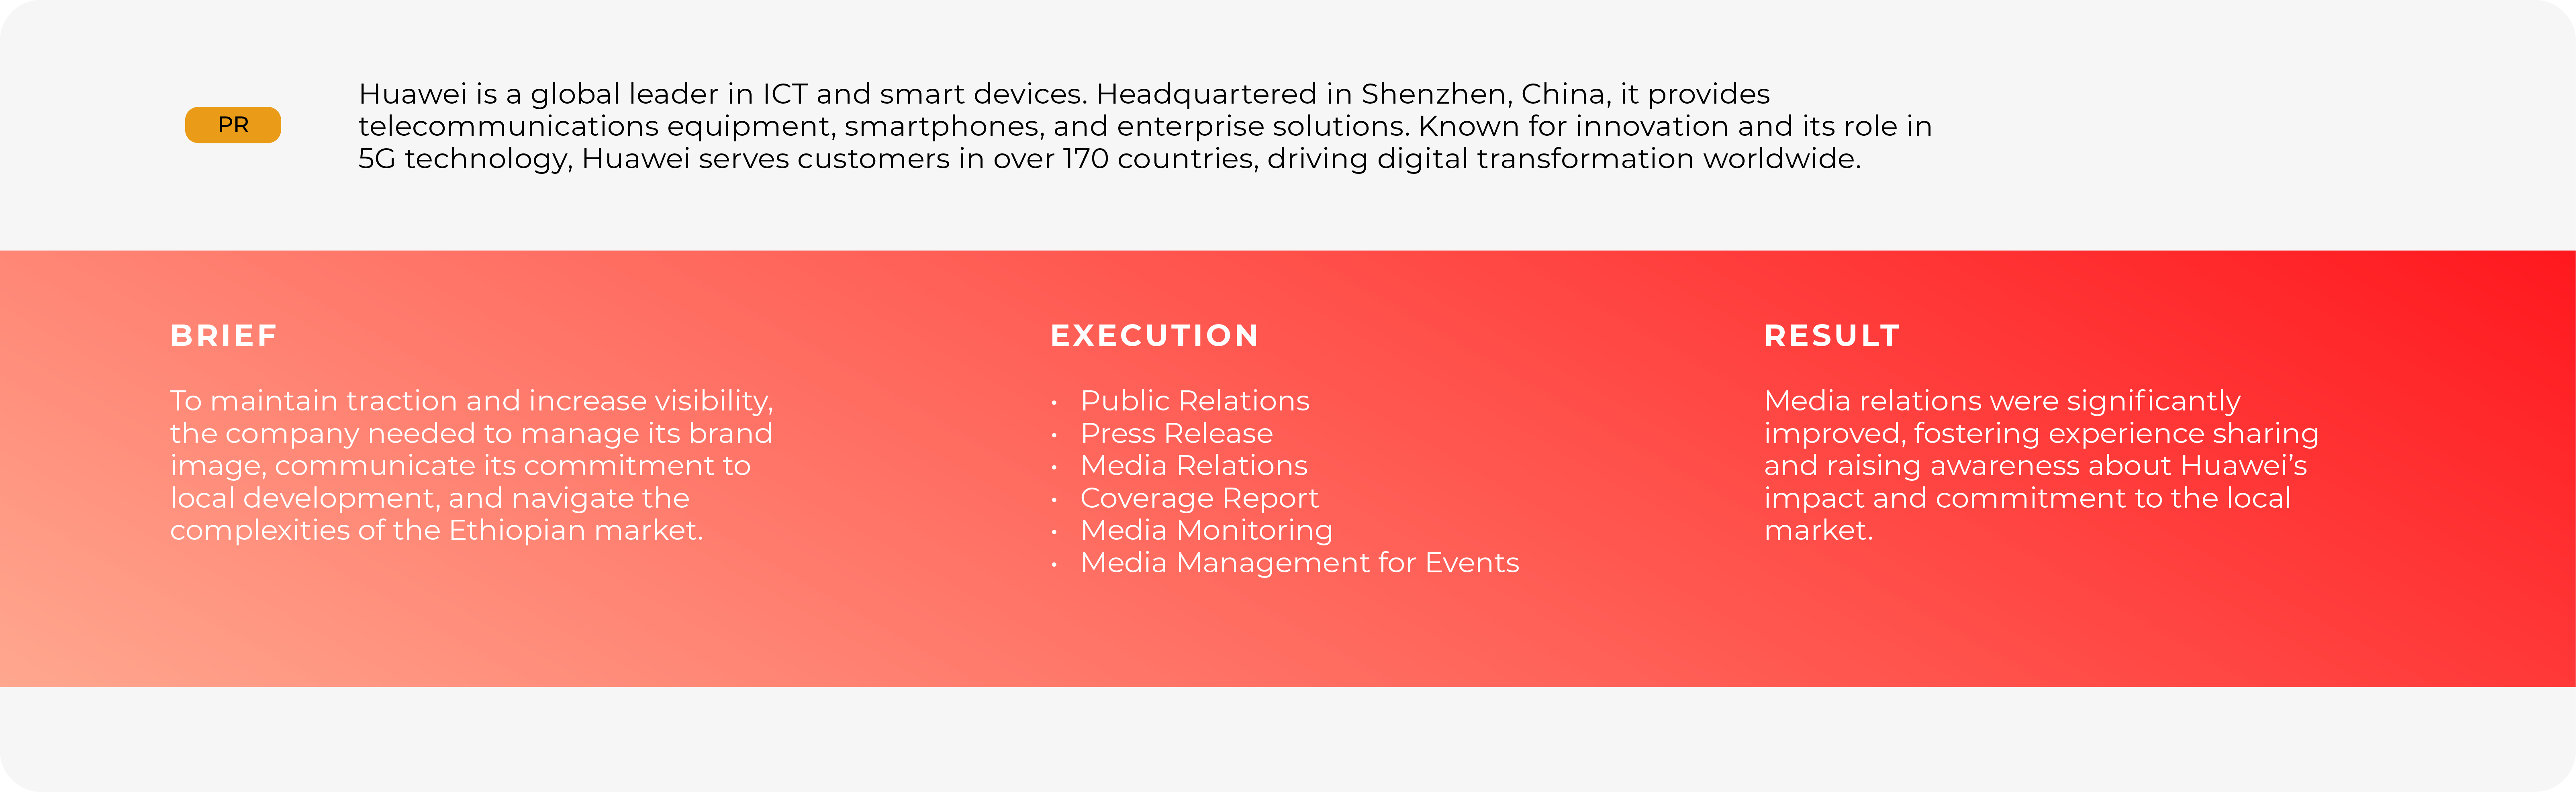 PR
Huawei is a global leader in ICT and smart devices. Headquartered in Shenzhen, China, it provides
telecommunications equipment, smartphones, and enterprise solutions. Known for innovation and its role in
5G technology, Huawei serves customers in over 170 countries, driving digital transformation worldwide.
BRIEF
To maintain traction and increase visibility,
the company needed to manage its brand
image, communicate its commitment to
local development, and navigate the
complexities of the Ethiopian market.
EXECUTION
• Public Relations
• Press Release
• Media Relations
• Coverage Report
• Media Monitoring
• Media Management for Events
RESULT
Media relations were significantly
improved, fostering experience sharing
and raising awareness about Huawei’s
impact and commitment to the local
market.